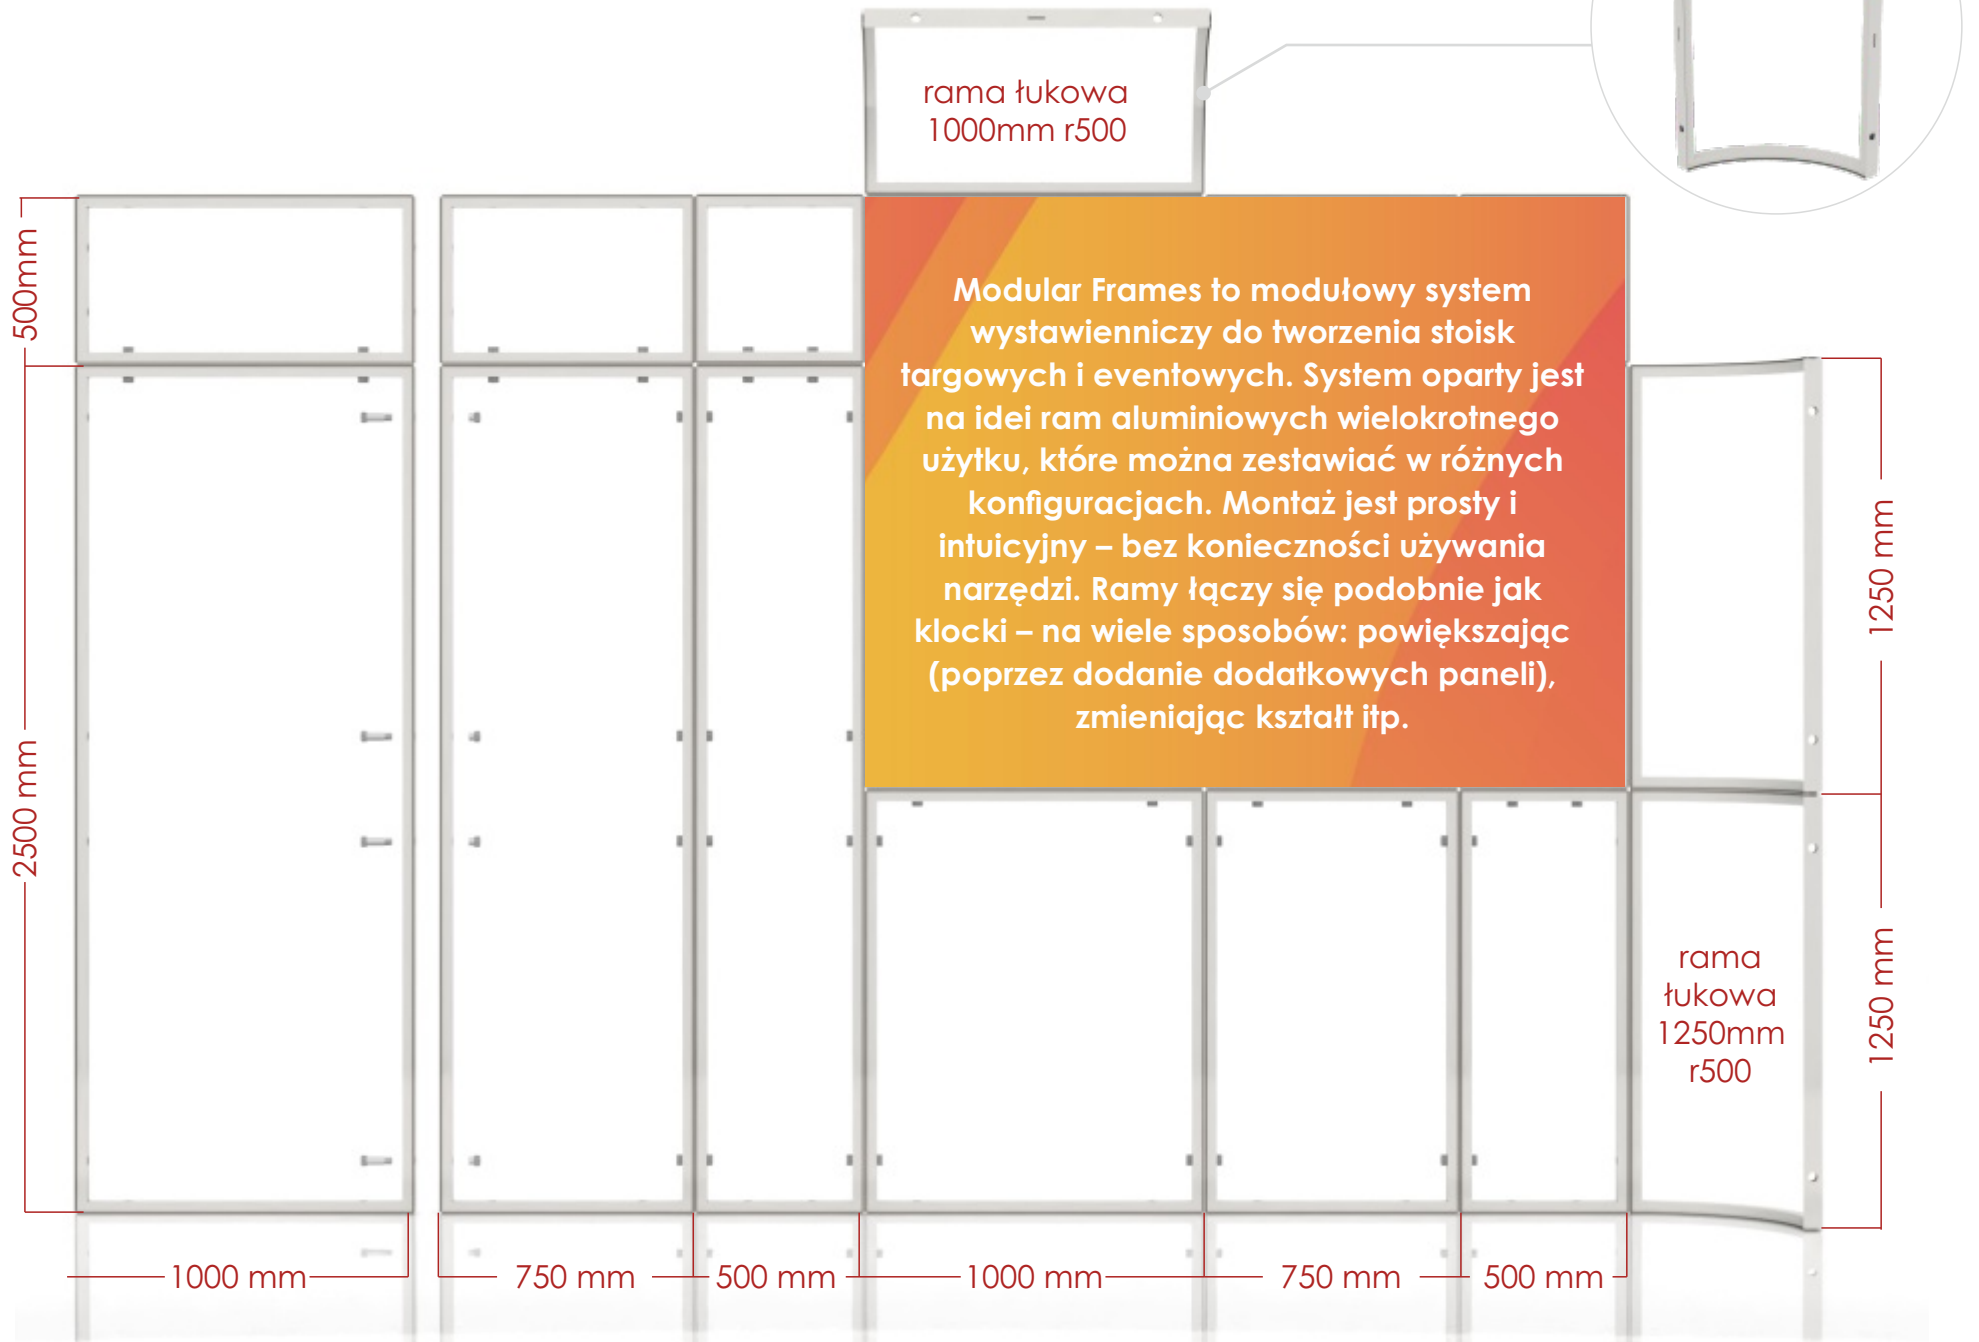 rama łukowa
1000mm r500
500mm
Modular Frames to modułowy system
wystawienniczy do tworzenia stoisk
targowych i eventowych. System oparty jest
na idei ram aluminiowych wielokrotnego
użytku, które można zestawiać w różnych
konfiguracjach. Montaż jest prosty i
intuicyjny – bez konieczności używania
narzędzi. Ramy łączy się podobnie jak
klocki – na wiele sposobów: powiększając
(poprzez dodanie dodatkowych paneli),
zmieniając kształt itp.
1250 mm
2500 mm
rama
łukowa
1250mm
r500
1250 mm
1000 mm
750 mm
500 mm
1000 mm
750 mm
500 mm